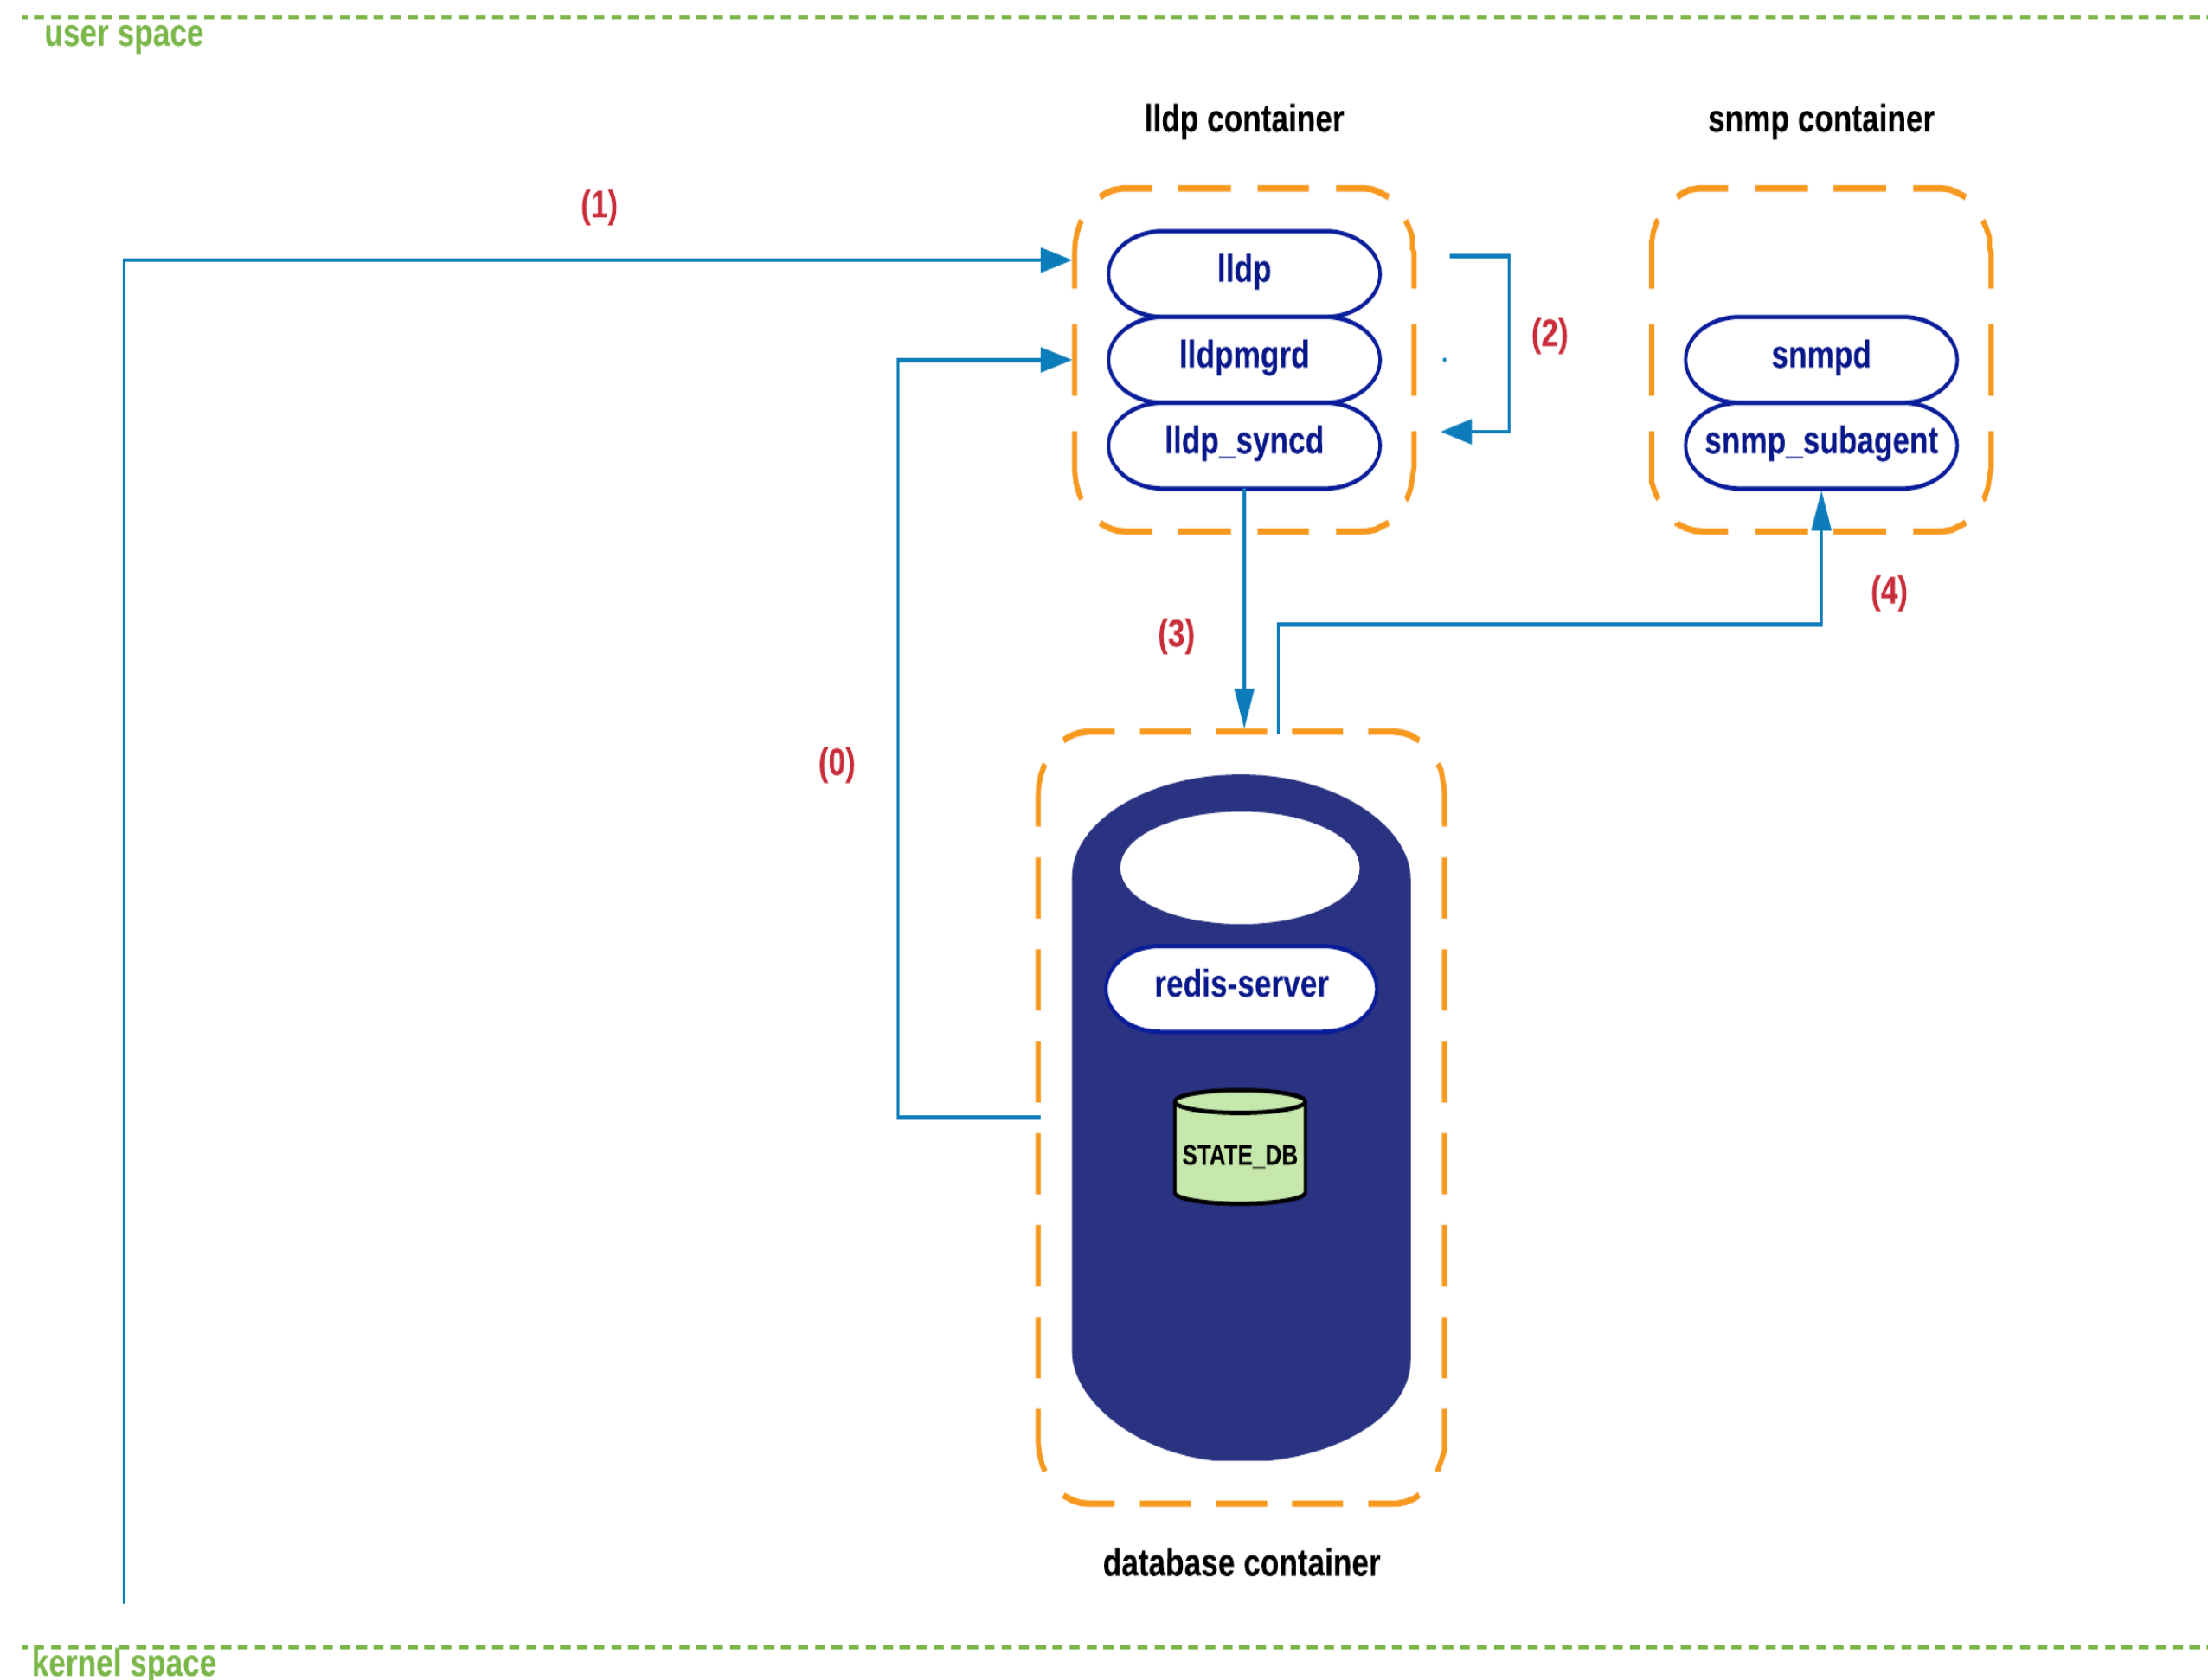 user space
lldp container
snmp container
(1)
lldp
(2)
lldpmgrd
snmpd
lldp_syncd
snmp_subagent
(4)
(3)
(0)
redis-server
STATE_DB
database container
kernel space